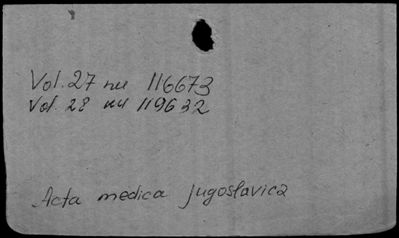 Vol. 27 nu 116673
Vol. 28 nu 119632
Acta medica jugoslavica